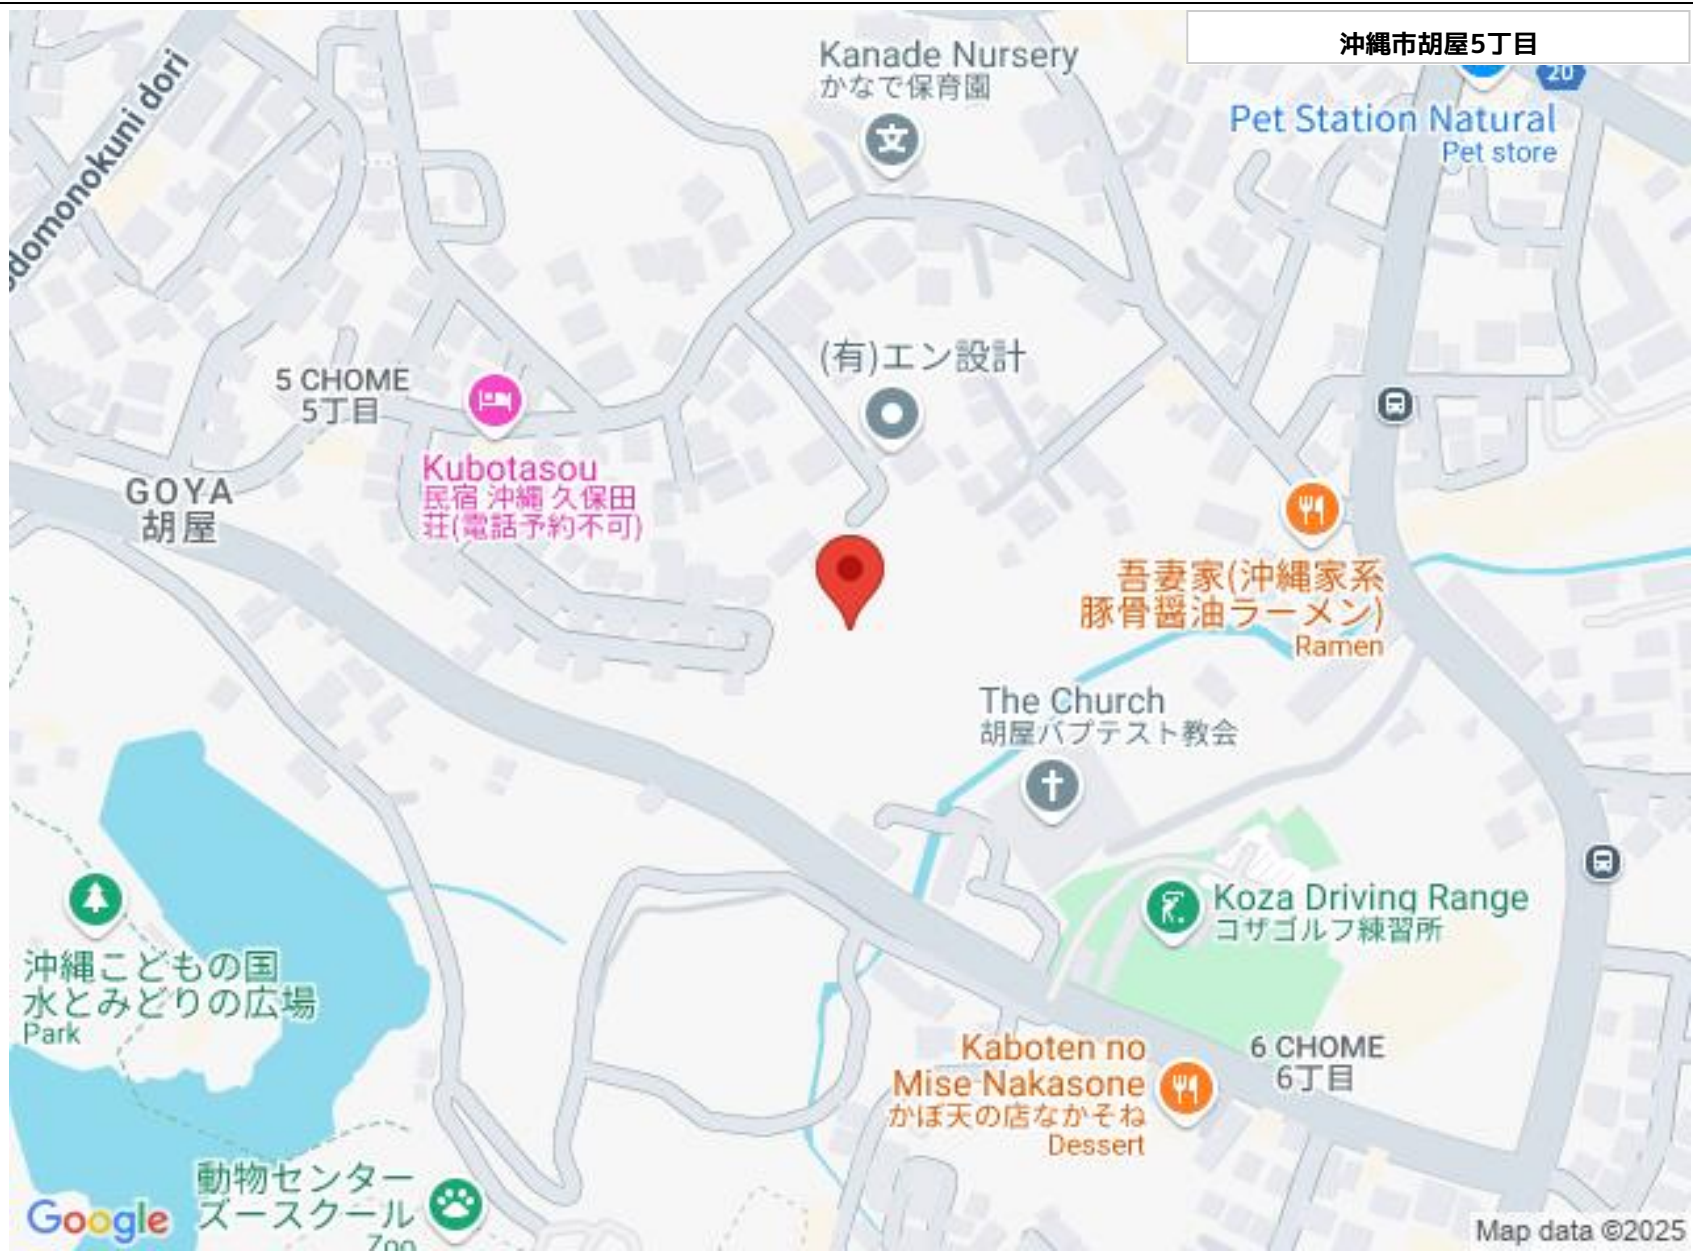 沖縄市胡屋5丁目
Kanade Nursery
かなで保育園
20
Pet Station Natural
Pet store
domonokuni dori
(有)エン設計
5 CHOME
5丁目
Kubotasou
民宿 沖縄 久保田
荘(電話予約不可)
GOYA
胡屋
吾妻家(沖縄家系
豚骨醤油ラーメン)
Ramen
The Church
胡屋バプテスト教会
Koza Driving Range
コザゴルフ練習所
沖縄こどもの国
水とみどりの広場
Park
Kaboten no
Mise Nakasone
かぼ天の店なかそね
Dessert
6 CHOME
6丁目
動物センター
ズースクール
Zoo
Google
Map data ©2025